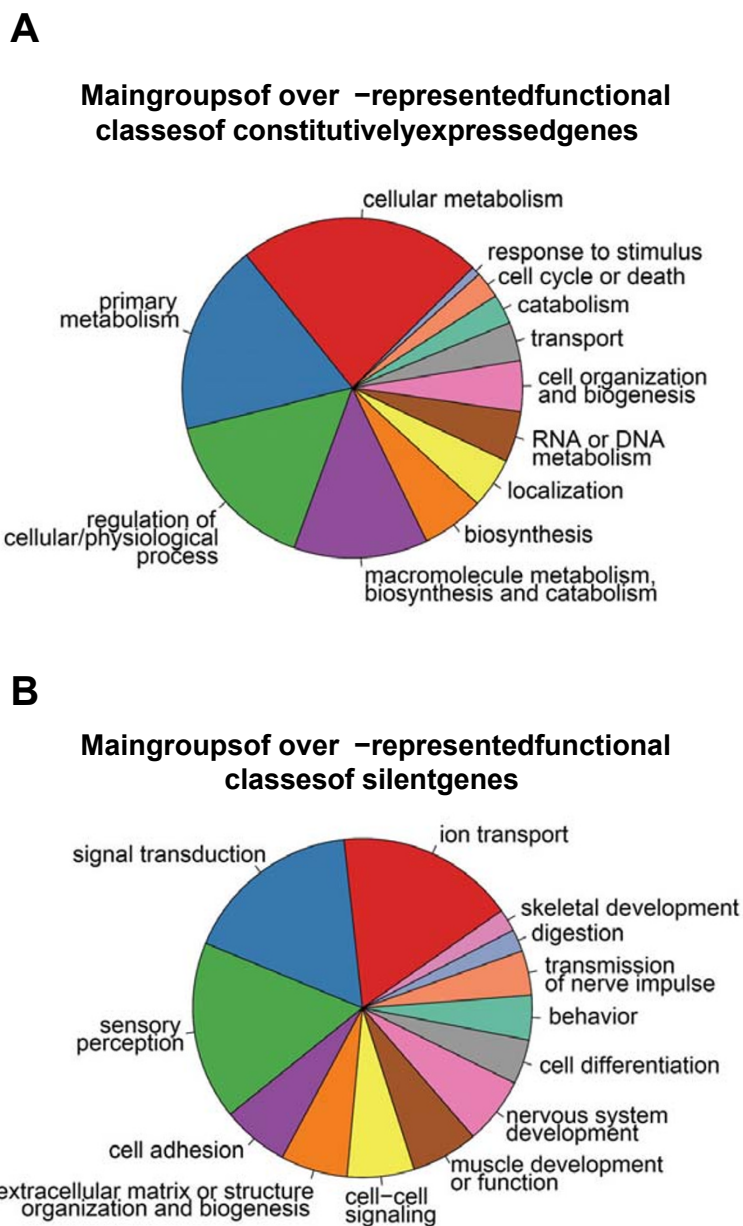 A
Maingroupsof over −representedfunctional
classesof constitutivelyexpressedgenes
cellular metabolism
response to stimulus
cell cycle or death
catabolism
transport
cell organization
and biogenesis
RNA or DNA
metabolism
localization
biosynthesis
macromolecule metabolism,
biosynthesis and catabolism
regulation of
cellular/physiological
process
primary
metabolism
B
Maingroupsof over −representedfunctional
classesof silentgenes
ion transport
skeletal development
digestion
transmission
of nerve impulse
behavior
cell differentiation
nervous system
development
muscle development
or function
cell−cell
signaling
extracellular matrix or structure
organization and biogenesis
cell adhesion
sensory
perception
signal transduction